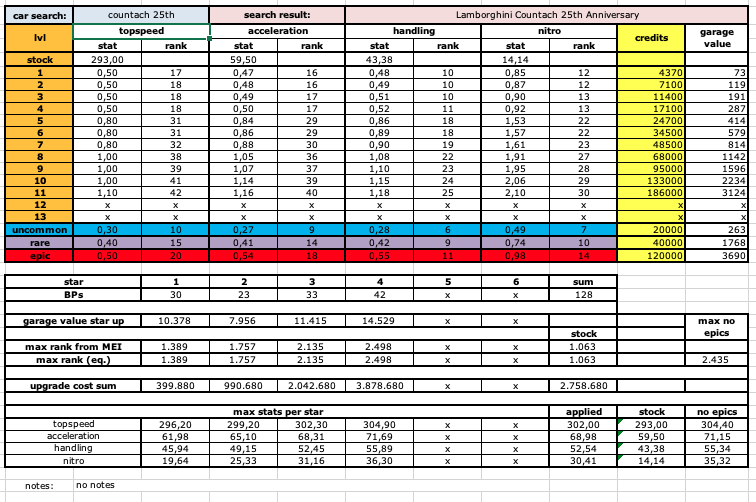 car search: countach 25th search result: Lamborghini Countach 25th Anniversary
lvl topspeed acceleration handling nitro credits garage value
stat rank stat rank stat rank stat rank
stock 293,00 59,50 43,38 14,14
1 0,50 17 0,47 16 0,48 10 0,85 12 4370 73
2 0,50 18 0,48 16 0,49 10 0,87 12 7100 119
3 0,50 18 0,49 17 0,51 10 0,90 13 11400 191
4 0,50 18 0,50 17 0,52 11 0,92 13 17100 287
5 0,80 31 0,84 29 0,86 18 1,53 22 24700 414
6 0,80 31 0,86 29 0,89 18 1,57 22 34500 579
7 0,80 32 0,88 30 0,90 19 1,61 23 48500 814
8 1,00 38 1,05 36 1,08 22 1,91 27 68000 1142
9 1,00 39 1,07 37 1,10 23 1,95 28 95000 1596
10 1,00 41 1,14 39 1,15 24 2,06 29 133000 2234
11 1,10 42 1,16 40 1,18 25 2,10 30 186000 3124
12 x x x x x x x x x x
13 x x x x x x x x x x
uncommon 0,30 10 0,27 9 0,28 6 0,49 7 20000 263
rare 0,40 15 0,41 14 0,42 9 0,74 10 40000 1768
epic 0,50 20 0,54 18 0,55 11 0,98 14 120000 3690
star 1 2 3 4 5 6 sum
BPs 30 23 33 42 x x 128
garage value star up 10.378 7.956 11.415 14.529 x x max no epics
stock
max rank from MEI 1.389 1.757 2.135 2.498 x x 1.063
max rank (eq.) 1.389 1.757 2.135 2.498 x x 1.063 2.435
upgrade cost sum 399.880 990.680 2.042.680 3.878.680 x x 2.758.680
max stats per star applied stock no epics
topspeed 296,20 299,20 302,30 304,90 x x 302,00 293,00 304,40
acceleration 61,98 65,10 68,31 71,69 x x 68,98 59,50 71,15
handling 45,94 49,15 52,45 55,89 x x 52,54 43,38 55,34
nitro 19,64 25,33 31,16 36,30 x x 30,41 14,14 35,32
notes: no notes